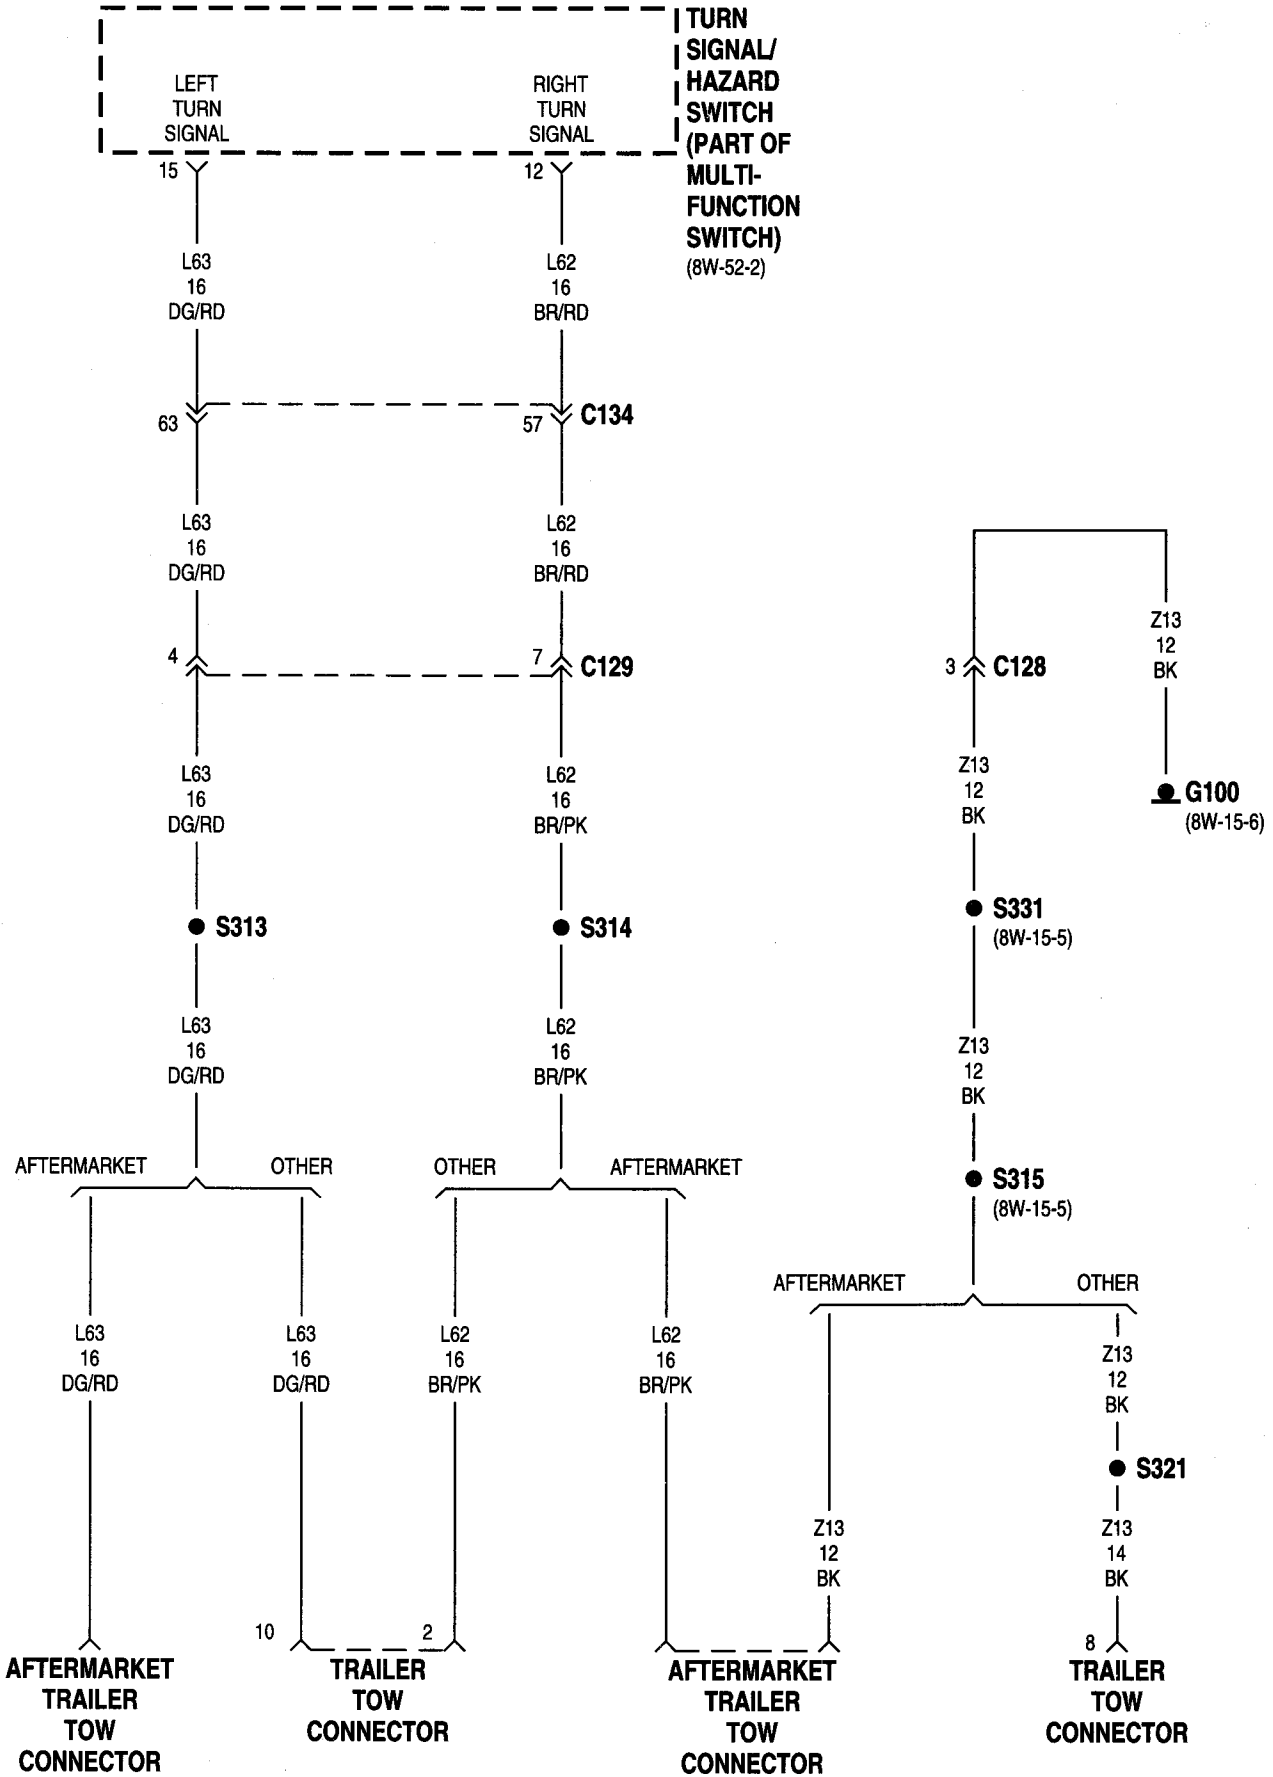 TURN
SIGNAL/
HAZARD
SWITCH
(PART OF
MULTI-
FUNCTION
SWITCH)
(8W-52-2)
LEFT
TURN
SIGNAL
RIGHT
TURN
SIGNAL
15
12
L63
16
DG/RD
L62
16
BR/RD
63
57
C134
L63
16
DG/RD
L62
16
BR/RD
4
7
C129
3
C128
Z13
12
BK
G100
(8W-15-6)
L63
16
DG/RD
L62
16
BR/PK
Z13
12
BK
S313
S314
S331
(8W-15-5)
L63
16
DG/RD
L62
16
BR/PK
Z13
12
BK
AFTERMARKET
OTHER
OTHER
AFTERMARKET
S315
(8W-15-5)
AFTERMARKET
OTHER
L63
16
DG/RD
L63
16
DG/RD
L62
16
BR/PK
L62
16
BR/PK
Z13
12
BK
S321
Z13
12
BK
Z13
14
BK
10
2
8
AFTERMARKET
TRAILER
TOW
CONNECTOR
TRAILER
TOW
CONNECTOR
AFTERMARKET
TRAILER
TOW
CONNECTOR
TRAILER
TOW
CONNECTOR